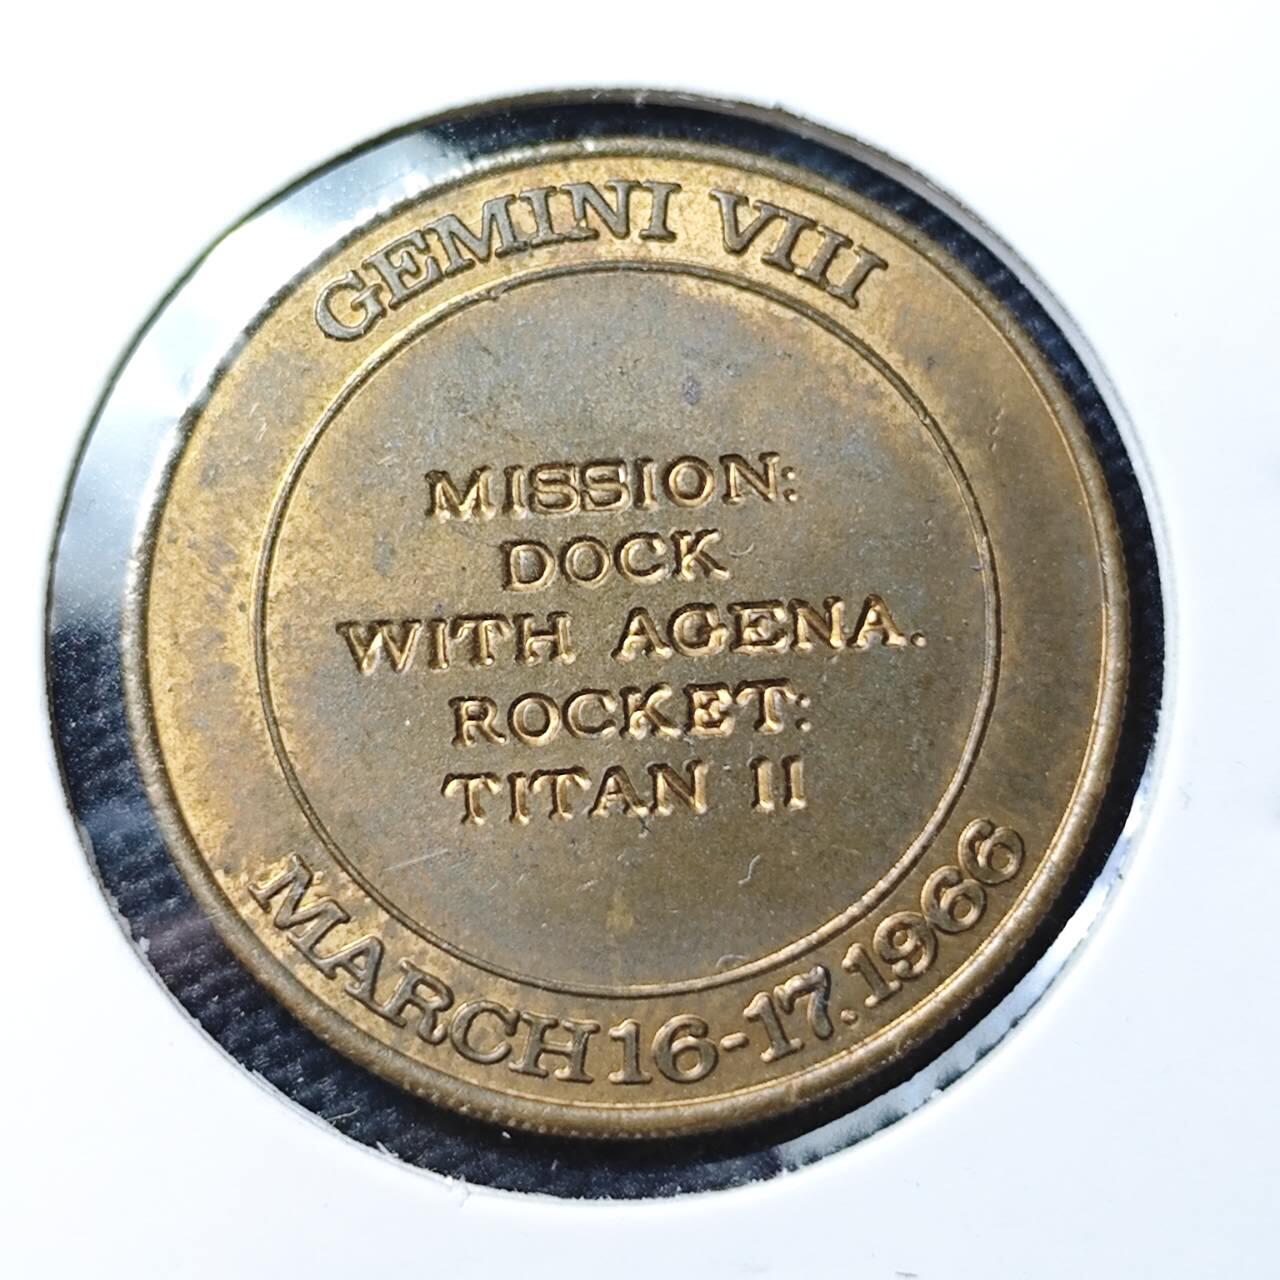 GEMINI VIII
MISSION:
DOCK
WITH AGENA.
ROCKET:
TITAN II
MARCH 16-17.1966